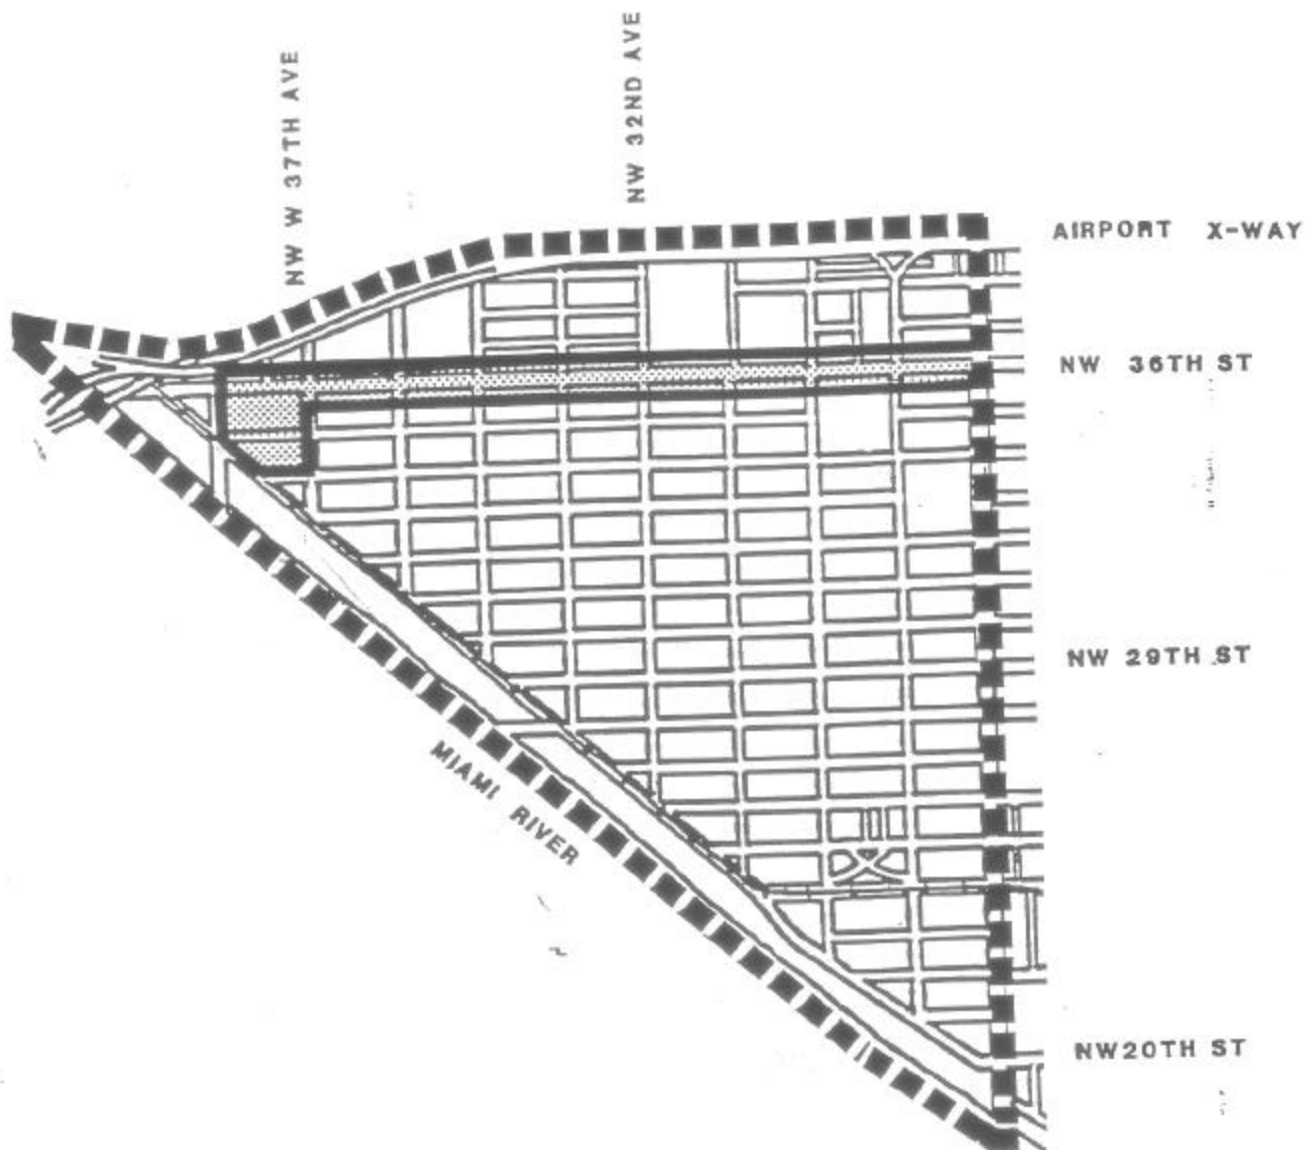 NW W 37TH AVE
NW 32ND AVE
AIRPORT X-WAY
NW 36TH ST
NW 29TH ST
MIAMI RIVER
NW20TH ST